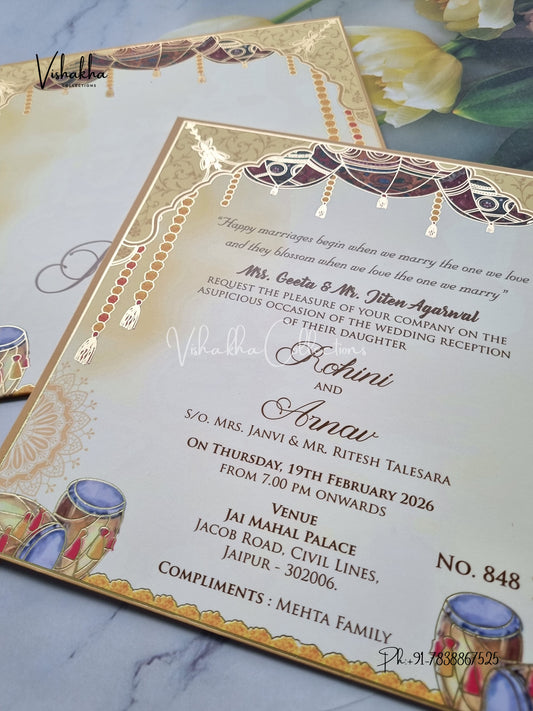 Vishakha
COLLECTIONS
"Happy marriages begin when we marry the one we love
and they blossom when we love the one we marry"
Mrs. Geeta & Mr. Jiten Agarwal
REQUEST THE PLEASURE OF YOUR COMPANY ON THE
ASUPICIOUS OCCASION OF THE WEDDING RECEPTION
OF THEIR DAUGHTER
Vishakha Collections
Rohini
AND
Arnav
S/O. MRS. JANVI & MR. RITESH TALESARA
ON THURSDAY, 19TH FEBRUARY 2026
FROM 7.00 PM ONWARDS
VENUE
JAI MAHAL PALACE
JACOB ROAD, CIVIL LINES,
JAIPUR - 302006.
NO. 848
COMPLIMENTS : MEHTA FAMILY
Ph.+91-7838867525